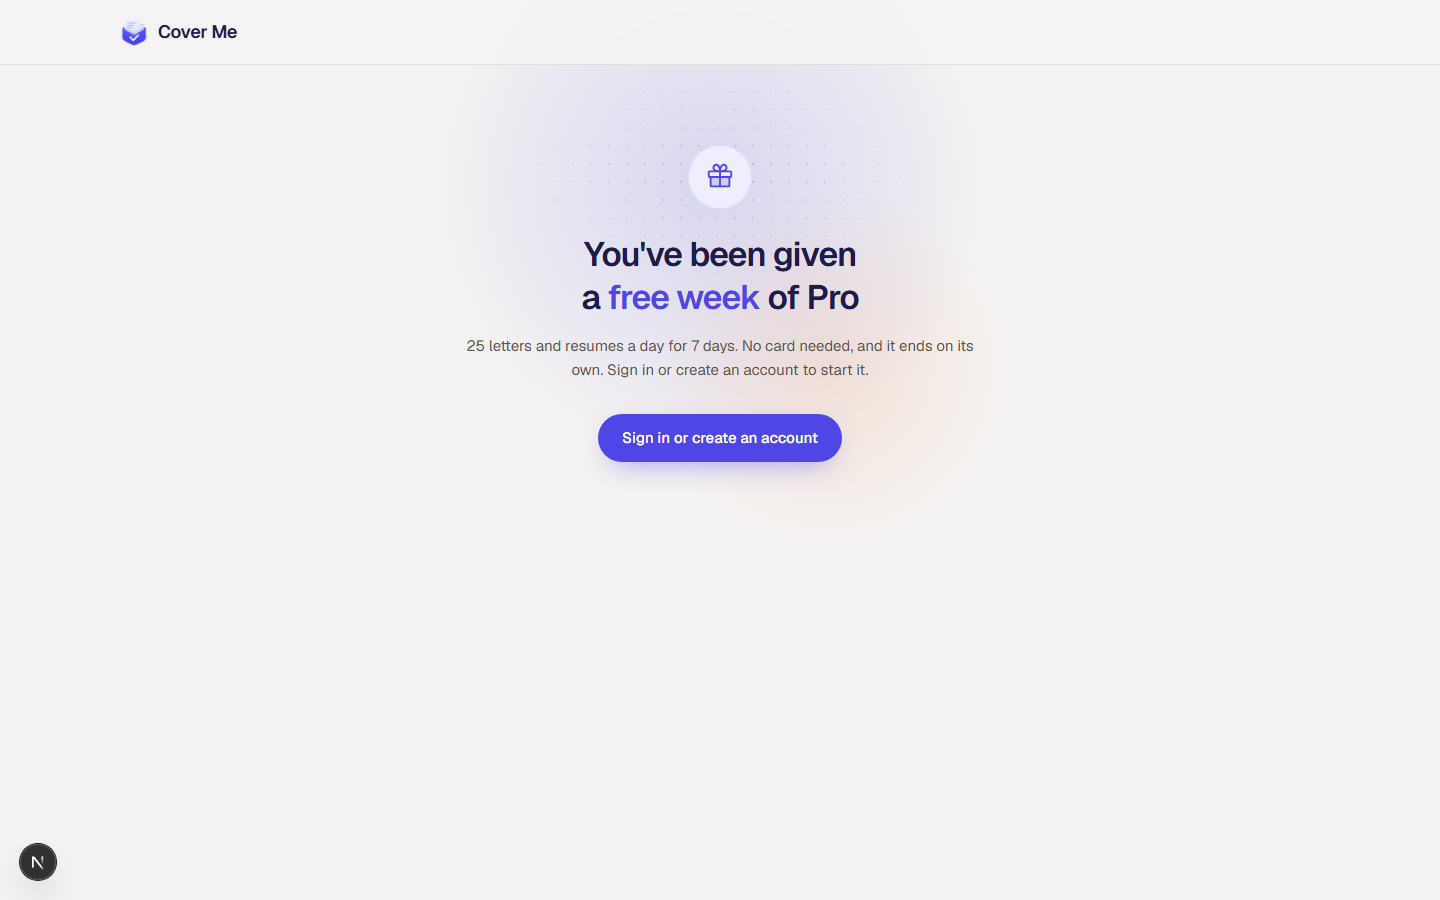 Cover Me
You've been given
a free week of Pro
25 letters and resumes a day for 7 days. No card needed, and it ends on its
own. Sign in or create an account to start it.
Sign in or create an account
N